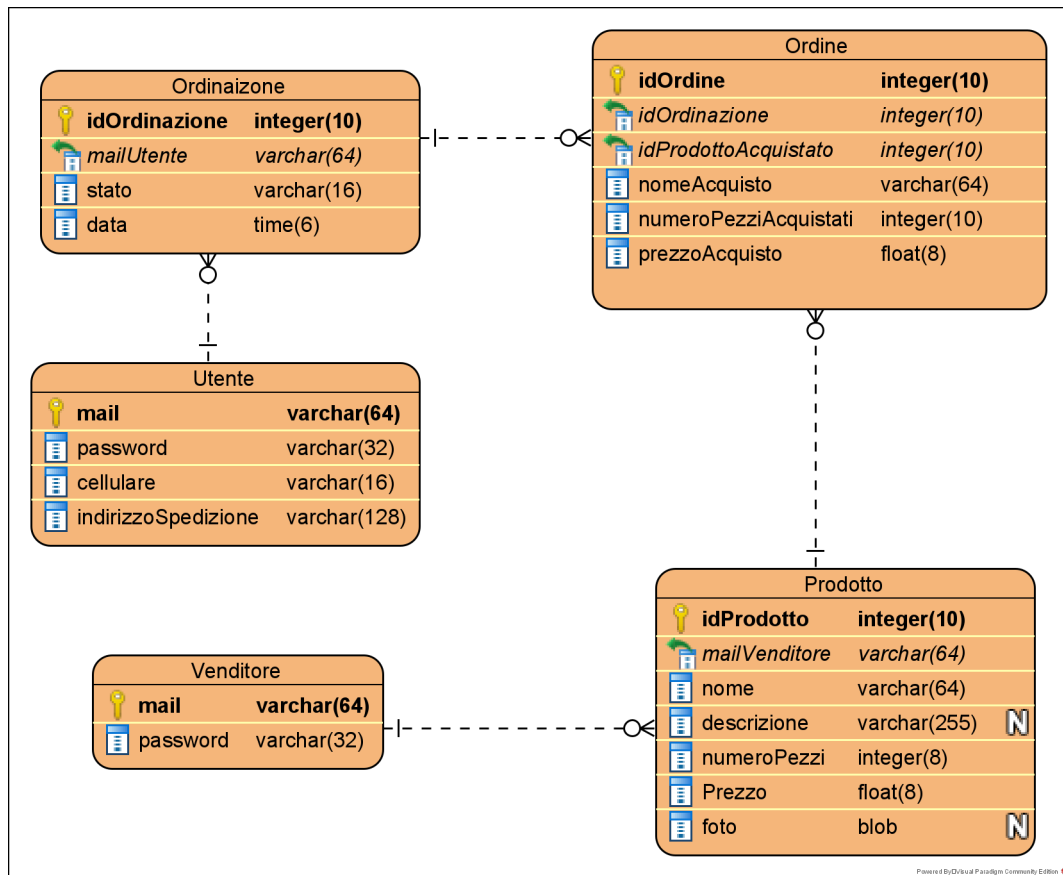 Ordinaizone
idOrdinazione integer(10)
mailUtente varchar(64)
stato varchar(16)
data time(6)
Ordine
idOrdine integer(10)
idOrdinazione integer(10)
idProdottoAcquistato integer(10)
nomeAcquisto varchar(64)
numeroPezziAcquistati integer(10)
prezzoAcquisto float(8)
Utente
mail varchar(64)
password varchar(32)
cellulare varchar(16)
indirizzoSpedizione varchar(128)
Venditore
mail varchar(64)
password varchar(32)
Prodotto
idProdotto integer(10)
mailVenditore varchar(64)
nome varchar(64)
descrizione varchar(255) N
numeroPezzi integer(8)
Prezzo float(8)
foto blob N
Powered By Visual Paradigm Community Edition